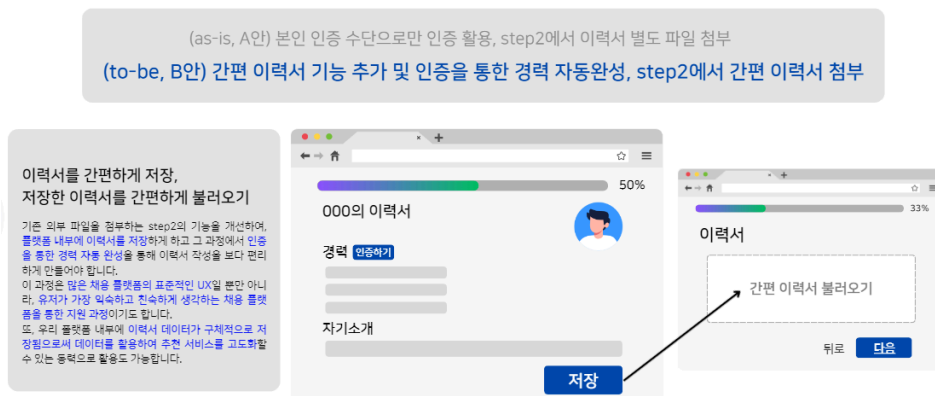 (as-is, A안) 본인 인증 수단으로만 인증 활용, step2에서 이력서 별도 파일 첨부
(to-be, B안) 간편 이력서 기능 추가 및 인증을 통한 경력 자동완성, step2에서 간편 이력서 첨부
이력서를 간편하게 저장,
저장한 이력서를 간편하게 불러오기
기존 외부 파일을 첨부하는 step2의 기능을 개선하여,
플랫폼 내부에 이력서를 저장하게 하고 그 과정에서 인증
을 통한 경력 자동 완성을 통해 이력서 작성을 보다 편리
하게 만들어야 합니다.
이 과정은 많은 채용 플랫폼의 표준적인 UX일 뿐만 아니
라, 유저가 가장 익숙하고 친숙하게 생각하는 채용 플랫
폼을 통한 지원 과정이기도 합니다.
또, 우리 플랫폼 내부에 이력서 데이터가 구체적으로 저
장됨으로써 데이터를 활용하여 추천 서비스를 고도화할
수 있는 동력으로 활용도 가능합니다.
50%
OOO의 이력서
경력 인증하기
자기소개
저장
33%
이력서
간편 이력서 불러오기
뒤로 다음